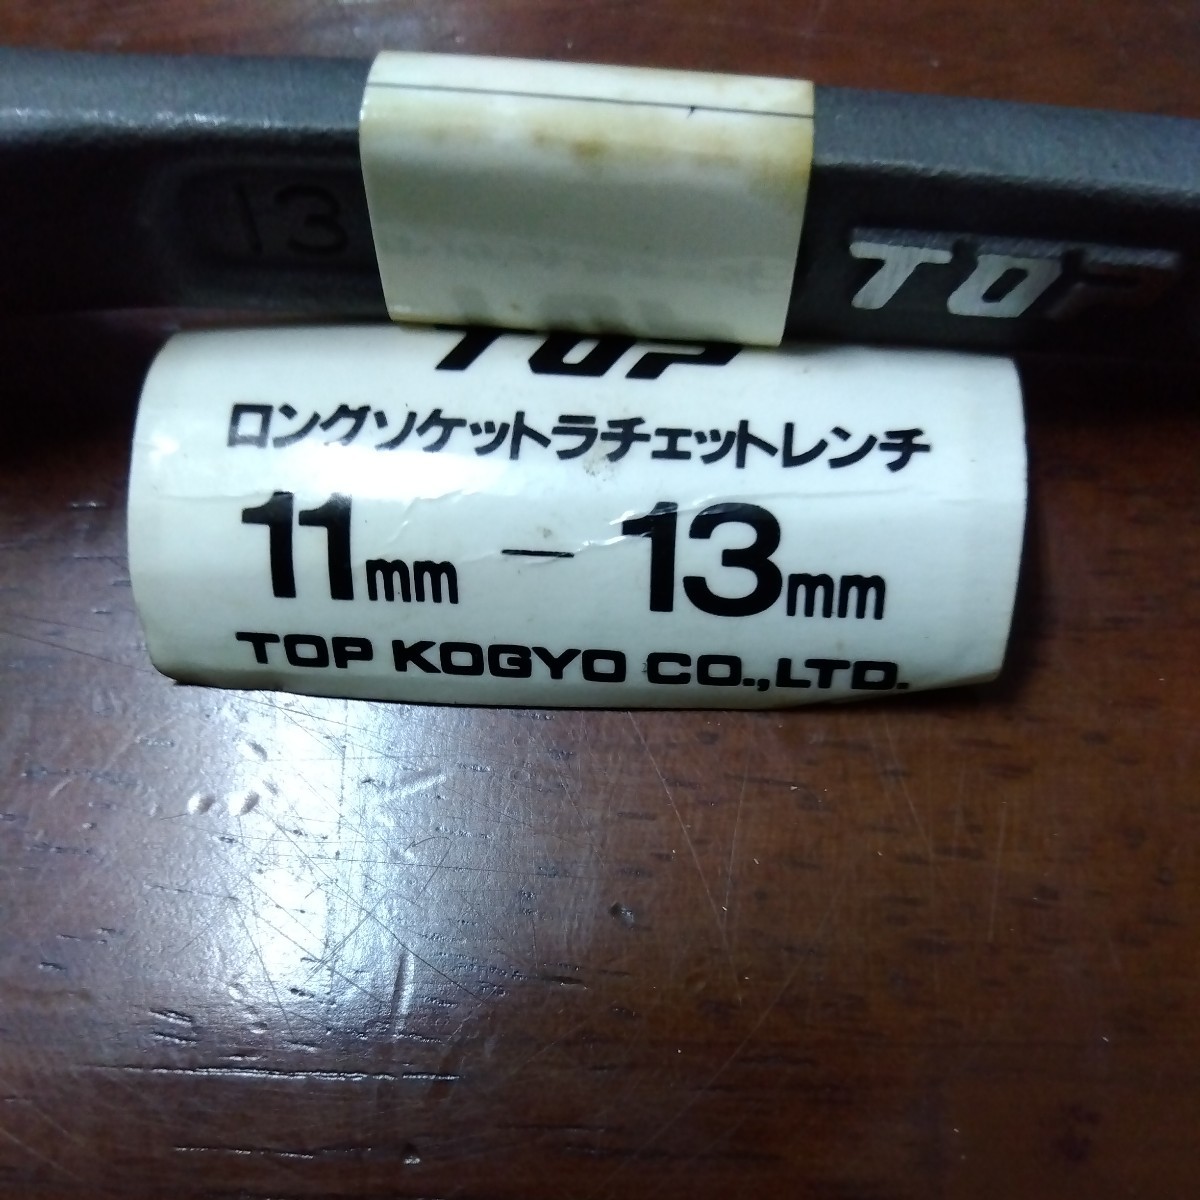 13
TOP
TOP
ロングソケットラチェットレンチ
11mm - 13mm
TOP KOGYO CO.,LTD.